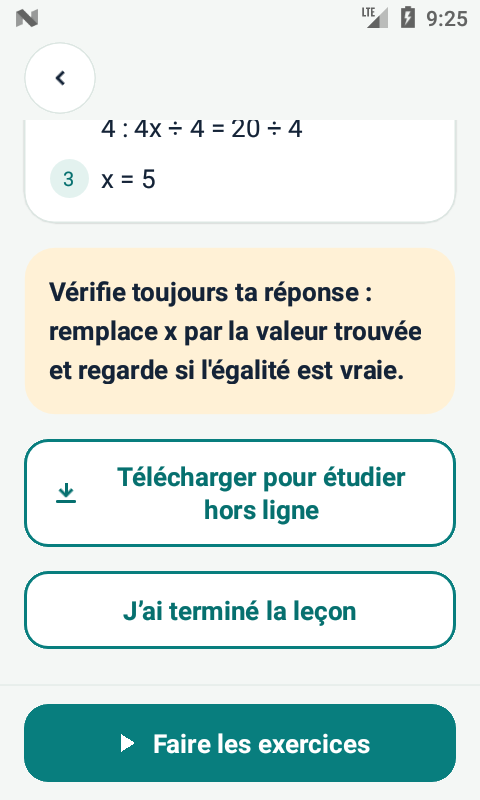 LTE 9:25
4 : 4x ÷ 4 = 20 ÷ 4
3 x = 5
Vérifie toujours ta réponse :
remplace x par la valeur trouvée
et regarde si l'égalité est vraie.
Télécharger pour étudier
hors ligne
J’ai terminé la leçon
Faire les exercices